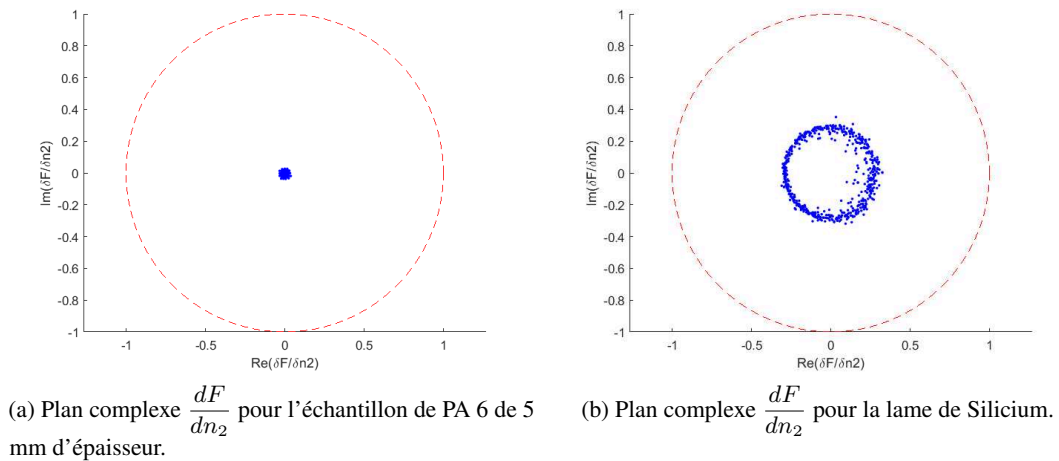 1
0.8
0.6
0.4
0.2
0
-0.2
-0.4
-0.6
-0.8
-1
Im(δF/δn2)
-1 -0.5 0 0.5 1
Re(δF/δn2)
1
0.8
0.6
0.4
0.2
0
-0.2
-0.4
-0.6
-0.8
-1
Im(δF/δn2)
-1 -0.5 0 0.5 1
Re(δF/δn2)
(a) Plan complexe dF/dn₂ pour l'échantillon de PA 6 de 5
mm d'épaisseur.
(b) Plan complexe dF/dn₂ pour la lame de Silicium.